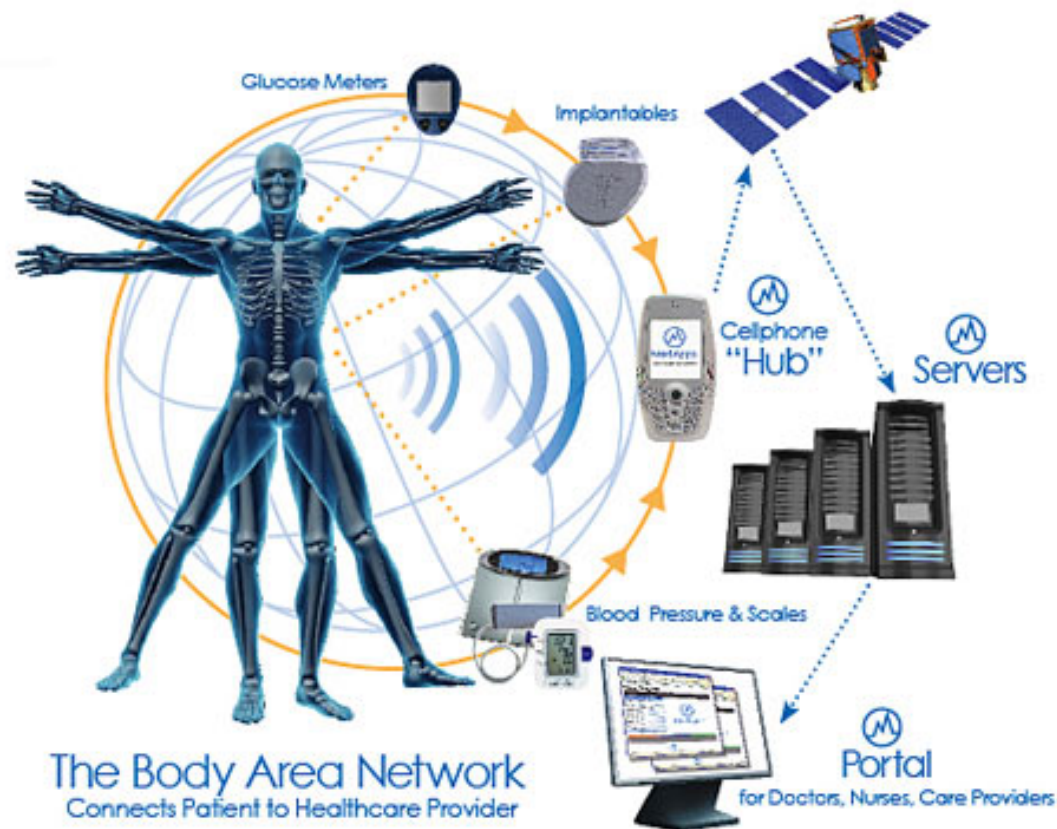 Glucose Meters
Implantables
Cellphone
"Hub"
Servers
Blood Pressure & Scales
The Body Area Network
Connects Patient to Healthcare Provider
Portal
for Doctors, Nurses, Care Providers